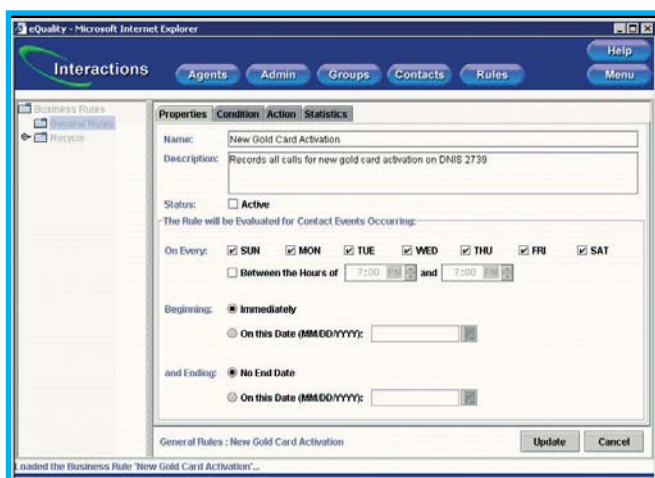 eQuality - Microsoft Internet Explorer
Help
Interactions Agents Admin Groups Contacts Rules Menu
Business Rules
General Rules
Recycle
Properties Condition Action Statistics
Name: New Gold Card Activation
Description: Records all calls for new gold card activation on DNIS 2739
Status: Active
The Rule will be Evaluated for Contact Events Occurring:
On Every: SUN MON TUE WED THU FRI SAT
Between the Hours of 7:00 PM and 7:00 PM
Beginning: Immediately
On this Date (MM/DD/YYYY):
and Ending: No End Date
On this Date (MM/DD/YYYY):
General Rules : New Gold Card Activation Update Cancel
Loaded the Business Rule 'New Gold Card Activation'...